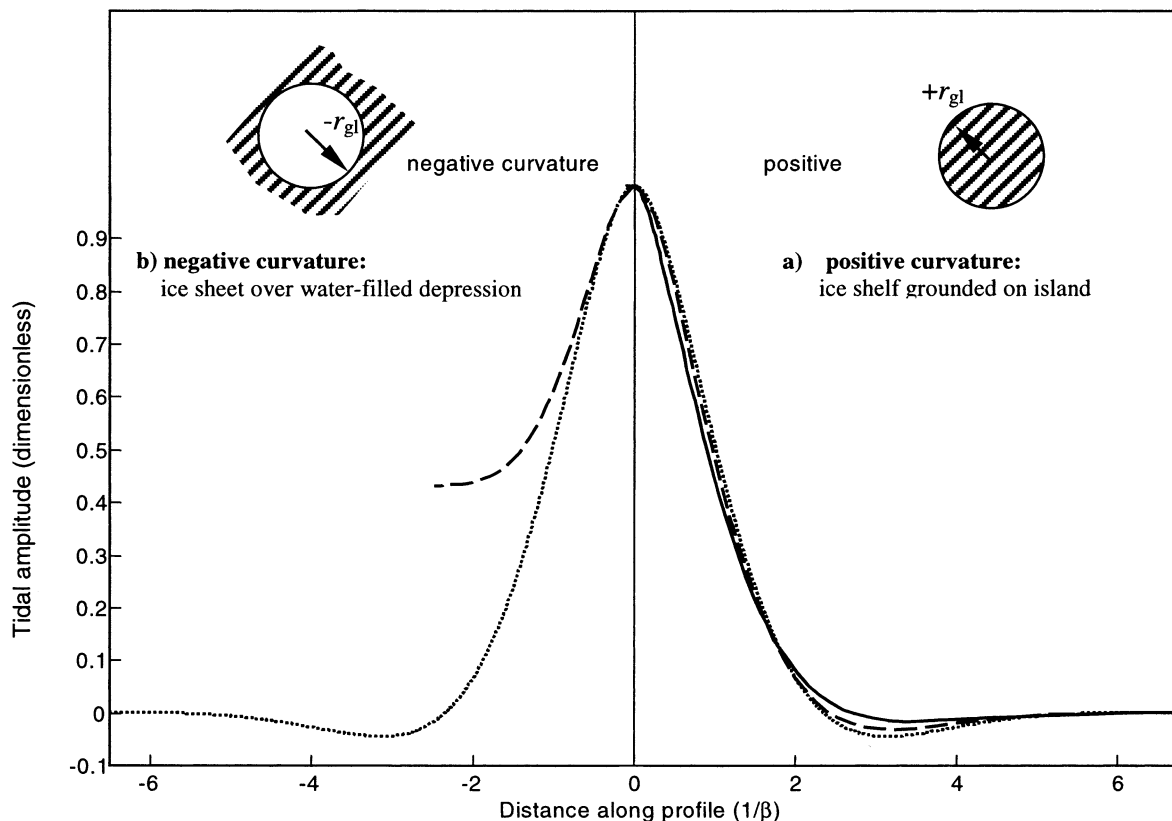 -r gl
+r gl
negative curvature
positive
b) negative curvature:
ice sheet over water-filled depression
a) positive curvature:
ice shelf grounded on island
Tidal amplitude (dimensionless)
0.9
0.8
0.7
0.6
0.5
0.4
0.3
0.2
0.1
0
-0.1
-6 -4 -2 0 2 4 6
Distance along profile (1/β)